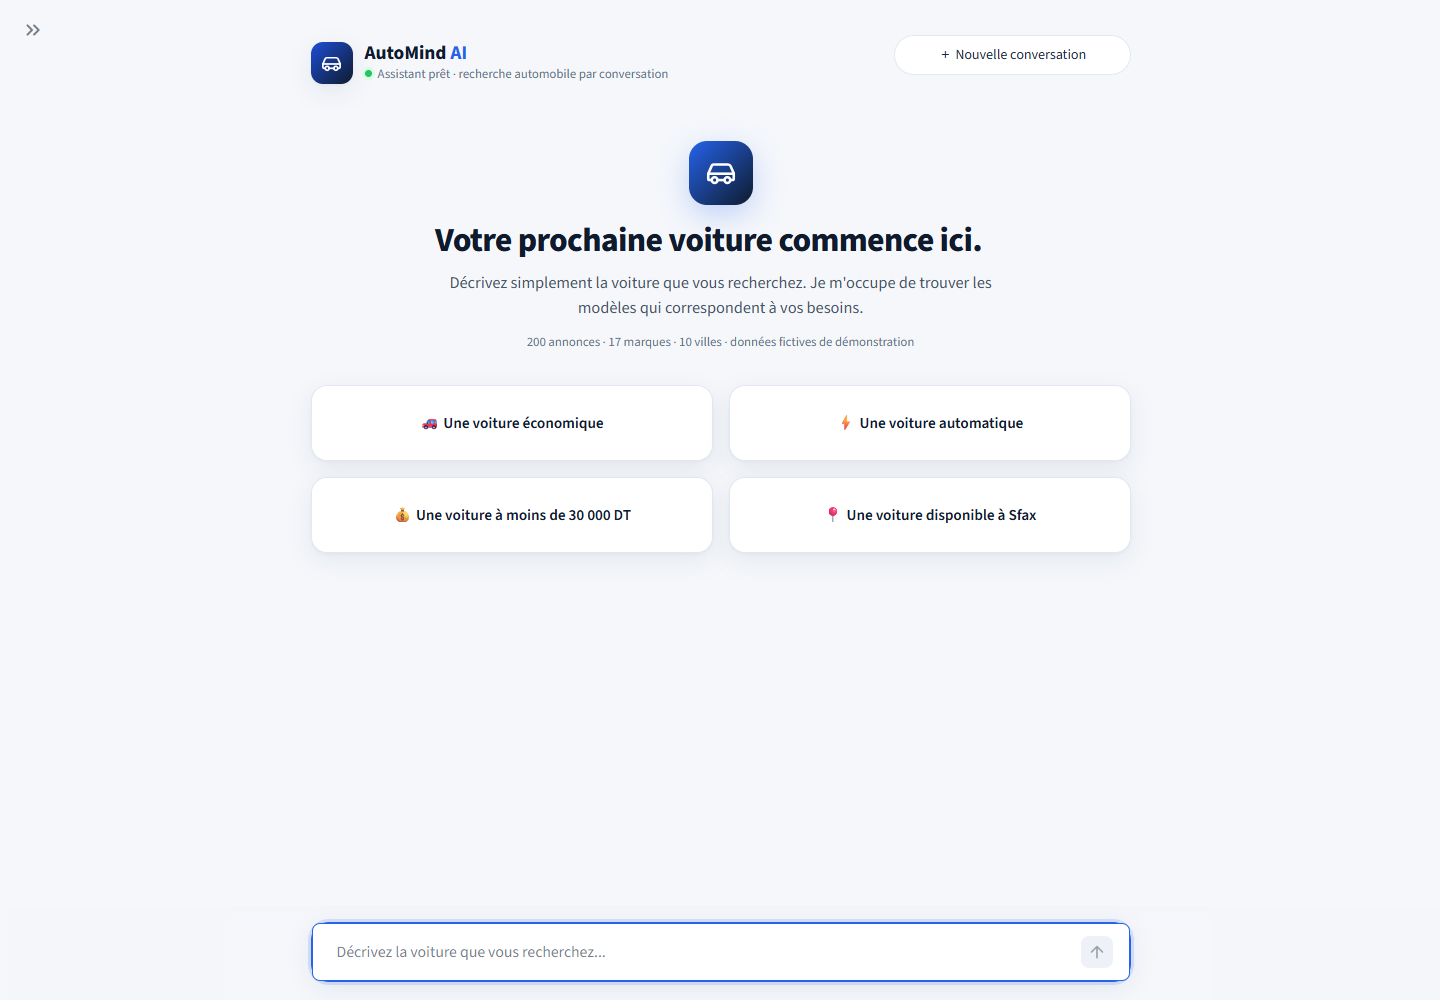 AutoMind AI
Assistant prêt · recherche automobile par conversation
+ Nouvelle conversation
Votre prochaine voiture commence ici.
Décrivez simplement la voiture que vous recherchez. Je m'occupe de trouver les
modèles qui correspondent à vos besoins.
200 annonces · 17 marques · 10 villes · données fictives de démonstration
Une voiture économique
Une voiture automatique
Une voiture à moins de 30 000 DT
Une voiture disponible à Sfax
Décrivez la voiture que vous recherchez...